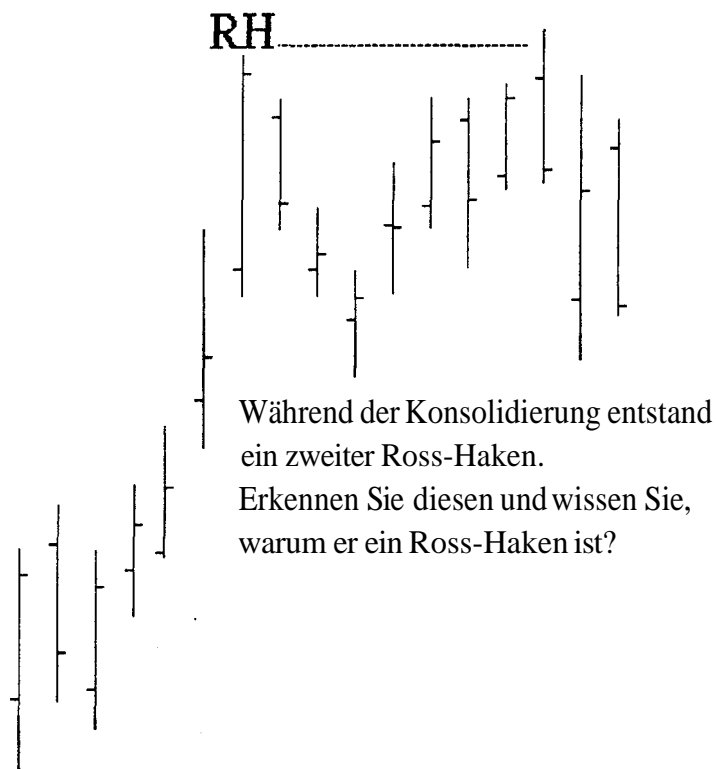 RH
Während der Konsolidierung entstand
ein zweiter Ross-Haken.
Erkennen Sie diesen und wissen Sie,
warum er ein Ross-Haken ist?